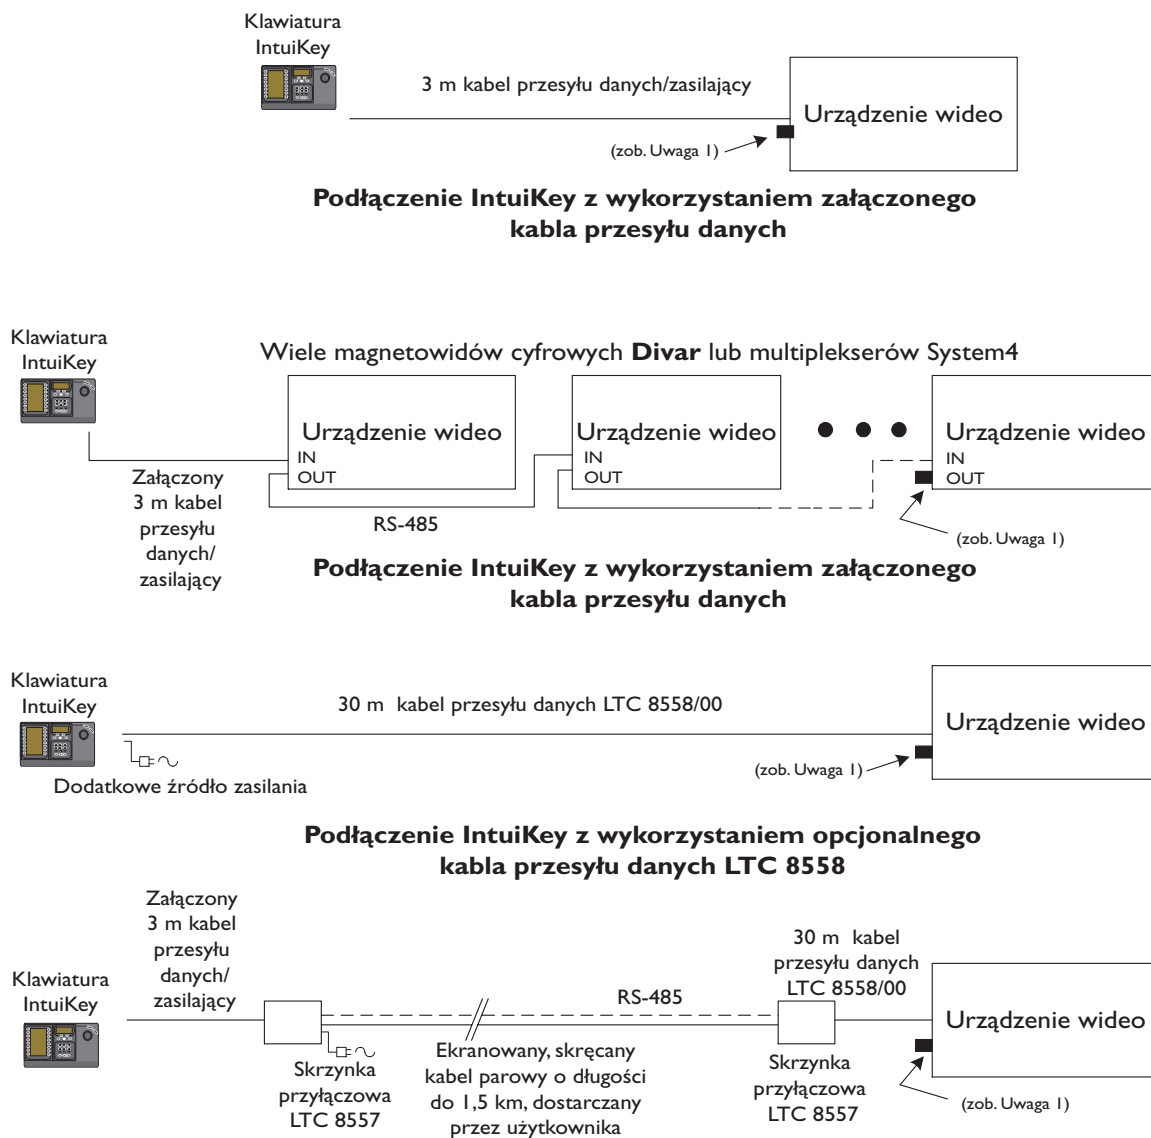 Klawiatura
IntuiKey
3 m kabel przesyłu danych/zasilający
Urządzenie wideo
(zob. Uwaga 1)
Podłączenie IntuiKey z wykorzystaniem załączonego
kabla przesyłu danych
Klawiatura
IntuiKey
Wiele magnetowidów cyfrowych Divar lub multiplekserów System4
Urządzenie wideo
IN
OUT
Urządzenie wideo
IN
OUT
Urządzenie wideo
IN
OUT
Załączony
3 m kabel
przesyłu
danych/
zasilający
RS-485
(zob. Uwaga 1)
Podłączenie IntuiKey z wykorzystaniem załączonego
kabla przesyłu danych
Klawiatura
IntuiKey
30 m kabel przesyłu danych LTC 8558/00
Urządzenie wideo
(zob. Uwaga 1)
Dodatkowe źródło zasilania
Podłączenie IntuiKey z wykorzystaniem opcjonalnego
kabla przesyłu danych LTC 8558
Klawiatura
IntuiKey
Załączony
3 m kabel
przesyłu
danych/
zasilający
Skrzynka
przyłączowa
LTC 8557
RS-485
Ekranowany, skręcany
kabel parowy o długości
do 1,5 km, dostarczany
przez użytkownika
30 m kabel
przesyłu danych
LTC 8558/00
Skrzynka
przyłączowa
LTC 8557
Urządzenie wideo
(zob. Uwaga 1)